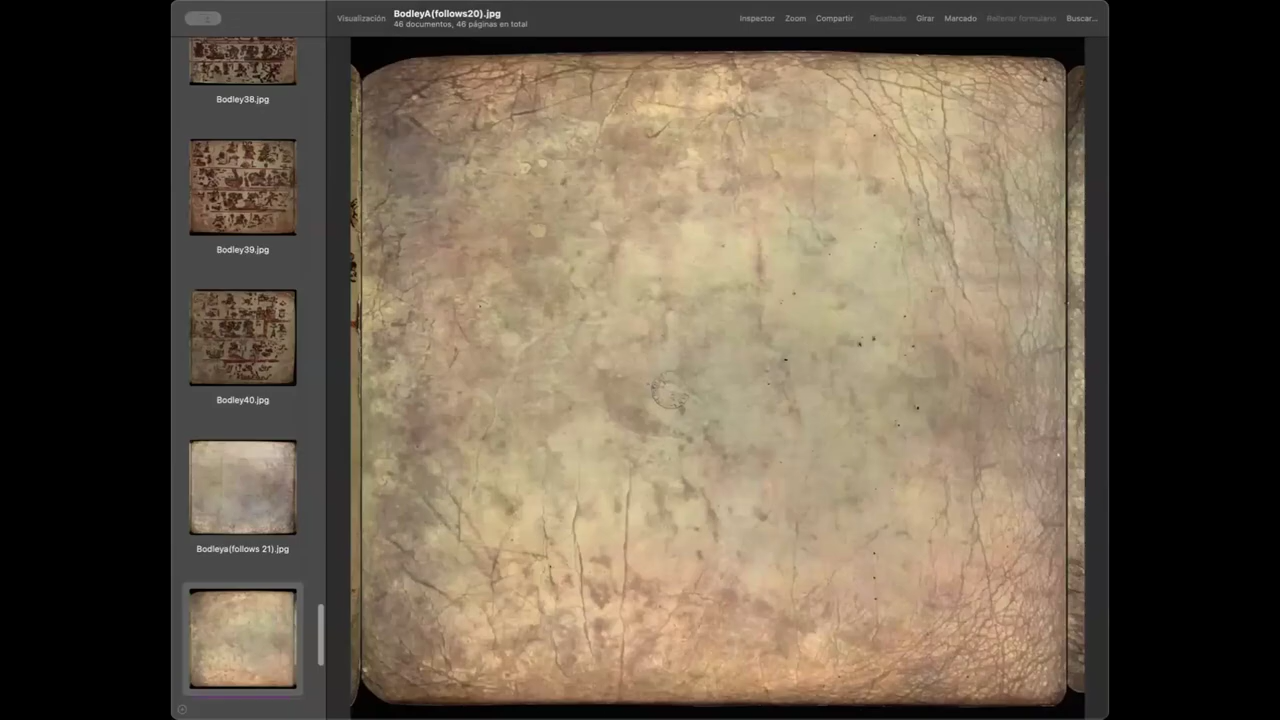 Visualización
BodleyA(follows20).jpg
46 documentos, 46 páginas en total
Inspector
Zoom
Compartir
Resaltado
Girar
Marcado
Rellenar formulario
Buscar...
Bodley38.jpg
Bodley39.jpg
Bodley40.jpg
Bodleya(follows 21).jpg